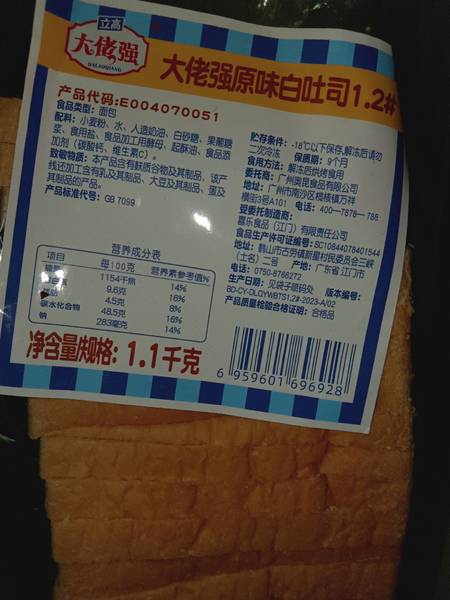 立高
大佬强
DALAOQIANG
大佬强原味白吐司1.2#
产品代码:E004070051
食品类型: 面包
配料: 小麦粉、水、人造奶油、白砂糖、果葡糖
浆、食用盐、食品加工用酵母、起酥油、食品添
加剂（碳酸钙、维生素C）。
致敏物质: 本产品含有麸质谷物及其制品，该产
线还加工含有乳及其制品、大豆及其制品、蛋及
其制品的产品。
产品标准代号: GB 7099
贮存条件: -18℃以下保存,解冻后请勿
二次冷冻 保质期: 9个月
食用方法: 解冻后烘烤食用
委托商: 广州奥昆食品有限公司
地址: 广州市南沙区榄核镇万祥
横街3号A101 电话: 400-7878-788
受委托制造商:
嘉乐食品（江门）有限责任公司
食品生产许可证编号:SC10844078401544
地址: 鹤山市古劳镇新星村民委员会三峡
（土名）二号 产地: 广东省 江门市
电话: 0750-8766272
生产日期: 见袋子喷码处 版本编号:
BD-CY-DLQYWBTS1.2#-2023-A/02
产品质量检验合格证明: 合格品
营养成分表
项目 每100克 营养素参考值%
1154千焦 14%
9.6克 16%
4.5克 8%
碳水化合物 48.5克 16%
钠 283毫克 14%
净含量/规格: 1.1千克
6 959601 696928